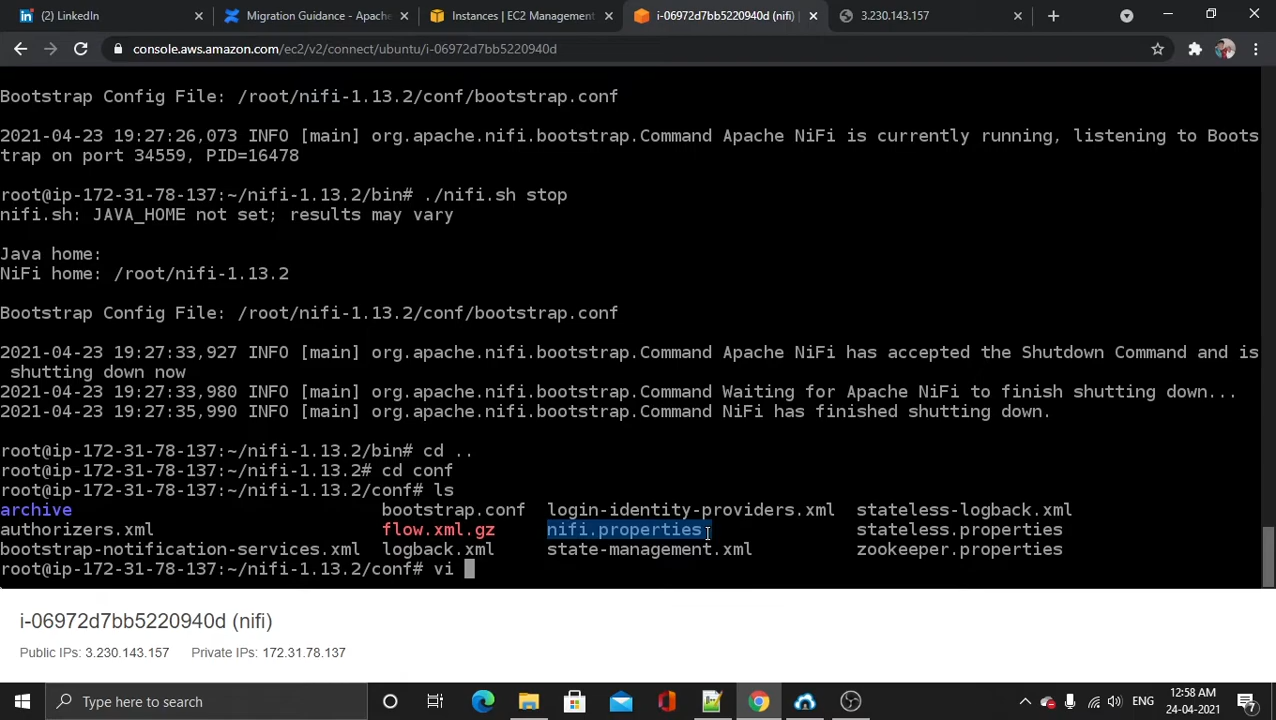 (2) LinkedIn
Migration Guidance - Apache
Instances | EC2 Management
i-06972d7bb5220940d (nifi) |
3.230.143.157
console.aws.amazon.com/ec2/v2/connect/ubuntu/i-06972d7bb5220940d
Bootstrap Config File: /root/nifi-1.13.2/conf/bootstrap.conf
2021-04-23 19:27:26,073 INFO [main] org.apache.nifi.bootstrap.Command Apache NiFi is currently running, listening to Boots
trap on port 34559, PID=16478
root@ip-172-31-78-137:~/nifi-1.13.2/bin# ./nifi.sh stop
nifi.sh: JAVA_HOME not set; results may vary
Java home:
NiFi home: /root/nifi-1.13.2
Bootstrap Config File: /root/nifi-1.13.2/conf/bootstrap.conf
2021-04-23 19:27:33,927 INFO [main] org.apache.nifi.bootstrap.Command Apache NiFi has accepted the Shutdown Command and is
shutting down now
2021-04-23 19:27:33,980 INFO [main] org.apache.nifi.bootstrap.Command Waiting for Apache NiFi to finish shutting down...
2021-04-23 19:27:35,990 INFO [main] org.apache.nifi.bootstrap.Command NiFi has finished shutting down.
root@ip-172-31-78-137:~/nifi-1.13.2/bin# cd ..
root@ip-172-31-78-137:~/nifi-1.13.2# cd conf
root@ip-172-31-78-137:~/nifi-1.13.2/conf# ls
archive bootstrap.conf login-identity-providers.xml stateless-logback.xml
authorizers.xml flow.xml.gz nifi.properties stateless.properties
bootstrap-notification-services.xml logback.xml state-management.xml zookeeper.properties
root@ip-172-31-78-137:~/nifi-1.13.2/conf# vi
i-06972d7bb5220940d (nifi)
Public IPs: 3.230.143.157 Private IPs: 172.31.78.137
Type here to search
ENG
12:58 AM
24-04-2021
7